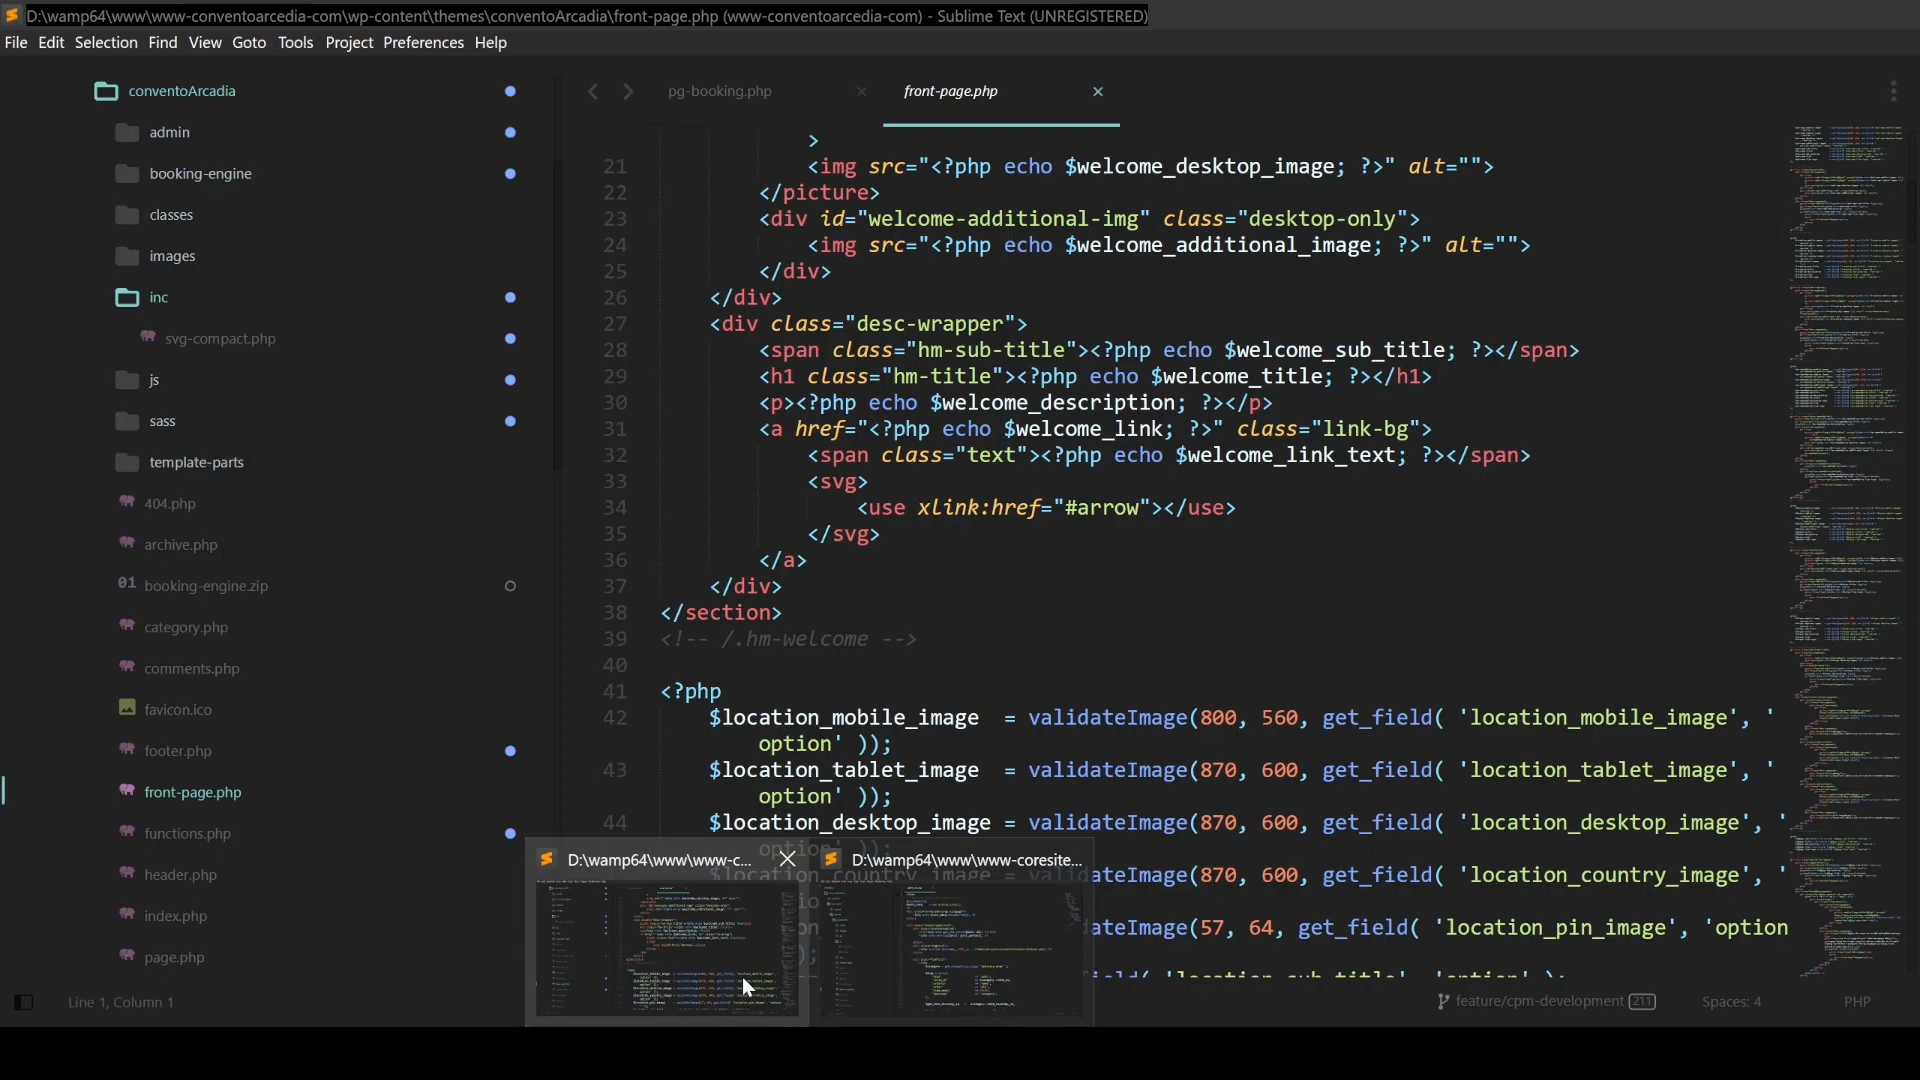 D:\wamp64\www\www-conventoarcedia-com\wp-content\themes\conventoArcadia\front-page.php (www-conventoarcedia-com) - Sublime Text (UNREGISTERED)
File Edit Selection Find View Goto Tools Project Preferences Help
conventoArcadia
admin
booking-engine
classes
images
inc
svg-compact.php
js
sass
template-parts
404.php
archive.php
01 booking-engine.zip
category.php
comments.php
favicon.ico
footer.php
front-page.php
functions.php
header.php
index.php
page.php
pg-booking.php
front-page.php
>
21 <img src="<?php echo $welcome_desktop_image; ?>" alt="">
22 </picture>
23 <div id="welcome-additional-img" class="desktop-only">
24 <img src="<?php echo $welcome_additional_image; ?>" alt="">
25 </div>
26 </div>
27 <div class="desc-wrapper">
28 <span class="hm-sub-title"><?php echo $welcome_sub_title; ?></span>
29 <h1 class="hm-title"><?php echo $welcome_title; ?></h1>
30 <p><?php echo $welcome_description; ?></p>
31 <a href="<?php echo $welcome_link; ?>" class="link-bg">
32 <span class="text"><?php echo $welcome_link_text; ?></span>
33 <svg>
34 <use xlink:href="#arrow"></use>
35 </svg>
36 </a>
37 </div>
38 </section>
39 <!-- /.hm-welcome -->
40
41 <?php
42 $location_mobile_image = validateImage(800, 560, get_field( 'location_mobile_image', '
option' ));
43 $location_tablet_image = validateImage(870, 600, get_field( 'location_tablet_image', '
option' ));
44 $location_desktop_image = validateImage(870, 600, get_field( 'location_desktop_image', '
option' ));
$location_country_image = validateImage(870, 600, get_field( 'location_country_image', '
dateImage(57, 64, get_field( 'location_pin_image', 'option
field( 'location_sub_title', 'option' );
D:\wamp64\www\www-c...
D:\wamp64\www\www-coresite...
Line 1, Column 1
feature/cpm-development 211
Spaces: 4
PHP